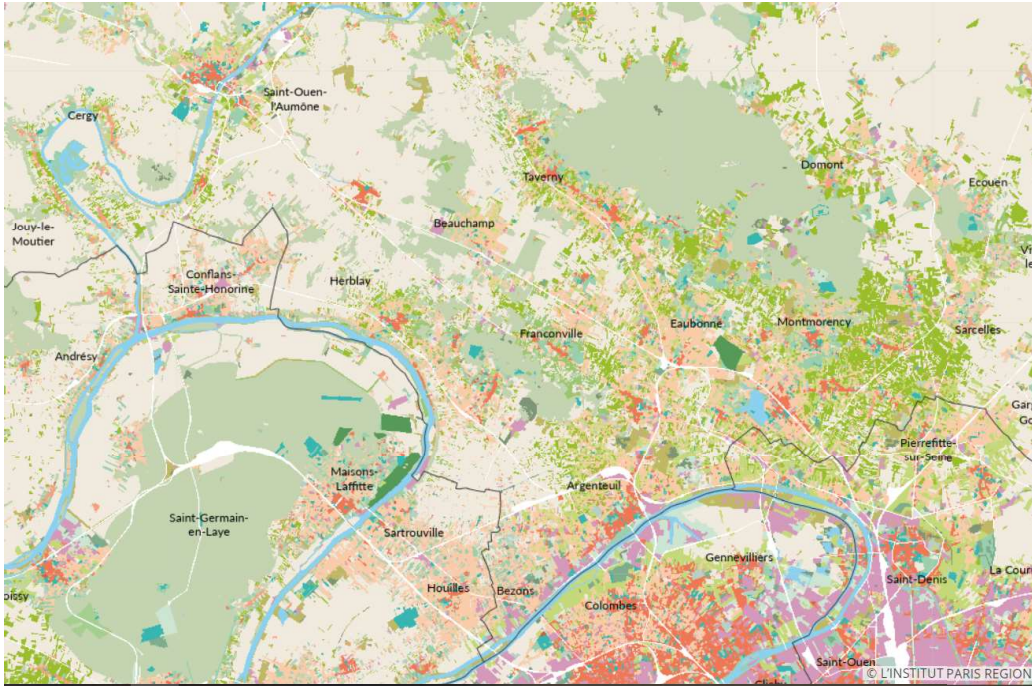 Saint-Ouen-
l'Aumône
Cergy
Domont
Taverny
Ecouen
Beauchamp
Jouy-le-
Moutier
Conflans-
Sainte-Honorine
Herblay
Franconville
Eaubonne
Montmorency
Sarcelles
Andrésy
Pierrefitte-
sur-Seine
Maisons-
Laffitte
Argenteuil
Saint-Germain-
en-Laye
Sartrouville
Gennevilliers
La Cour
Saint-Denis
Houilles
Bezons
Colombes
oissy
Saint-Ouen
© L'INSTITUT PARIS REGION